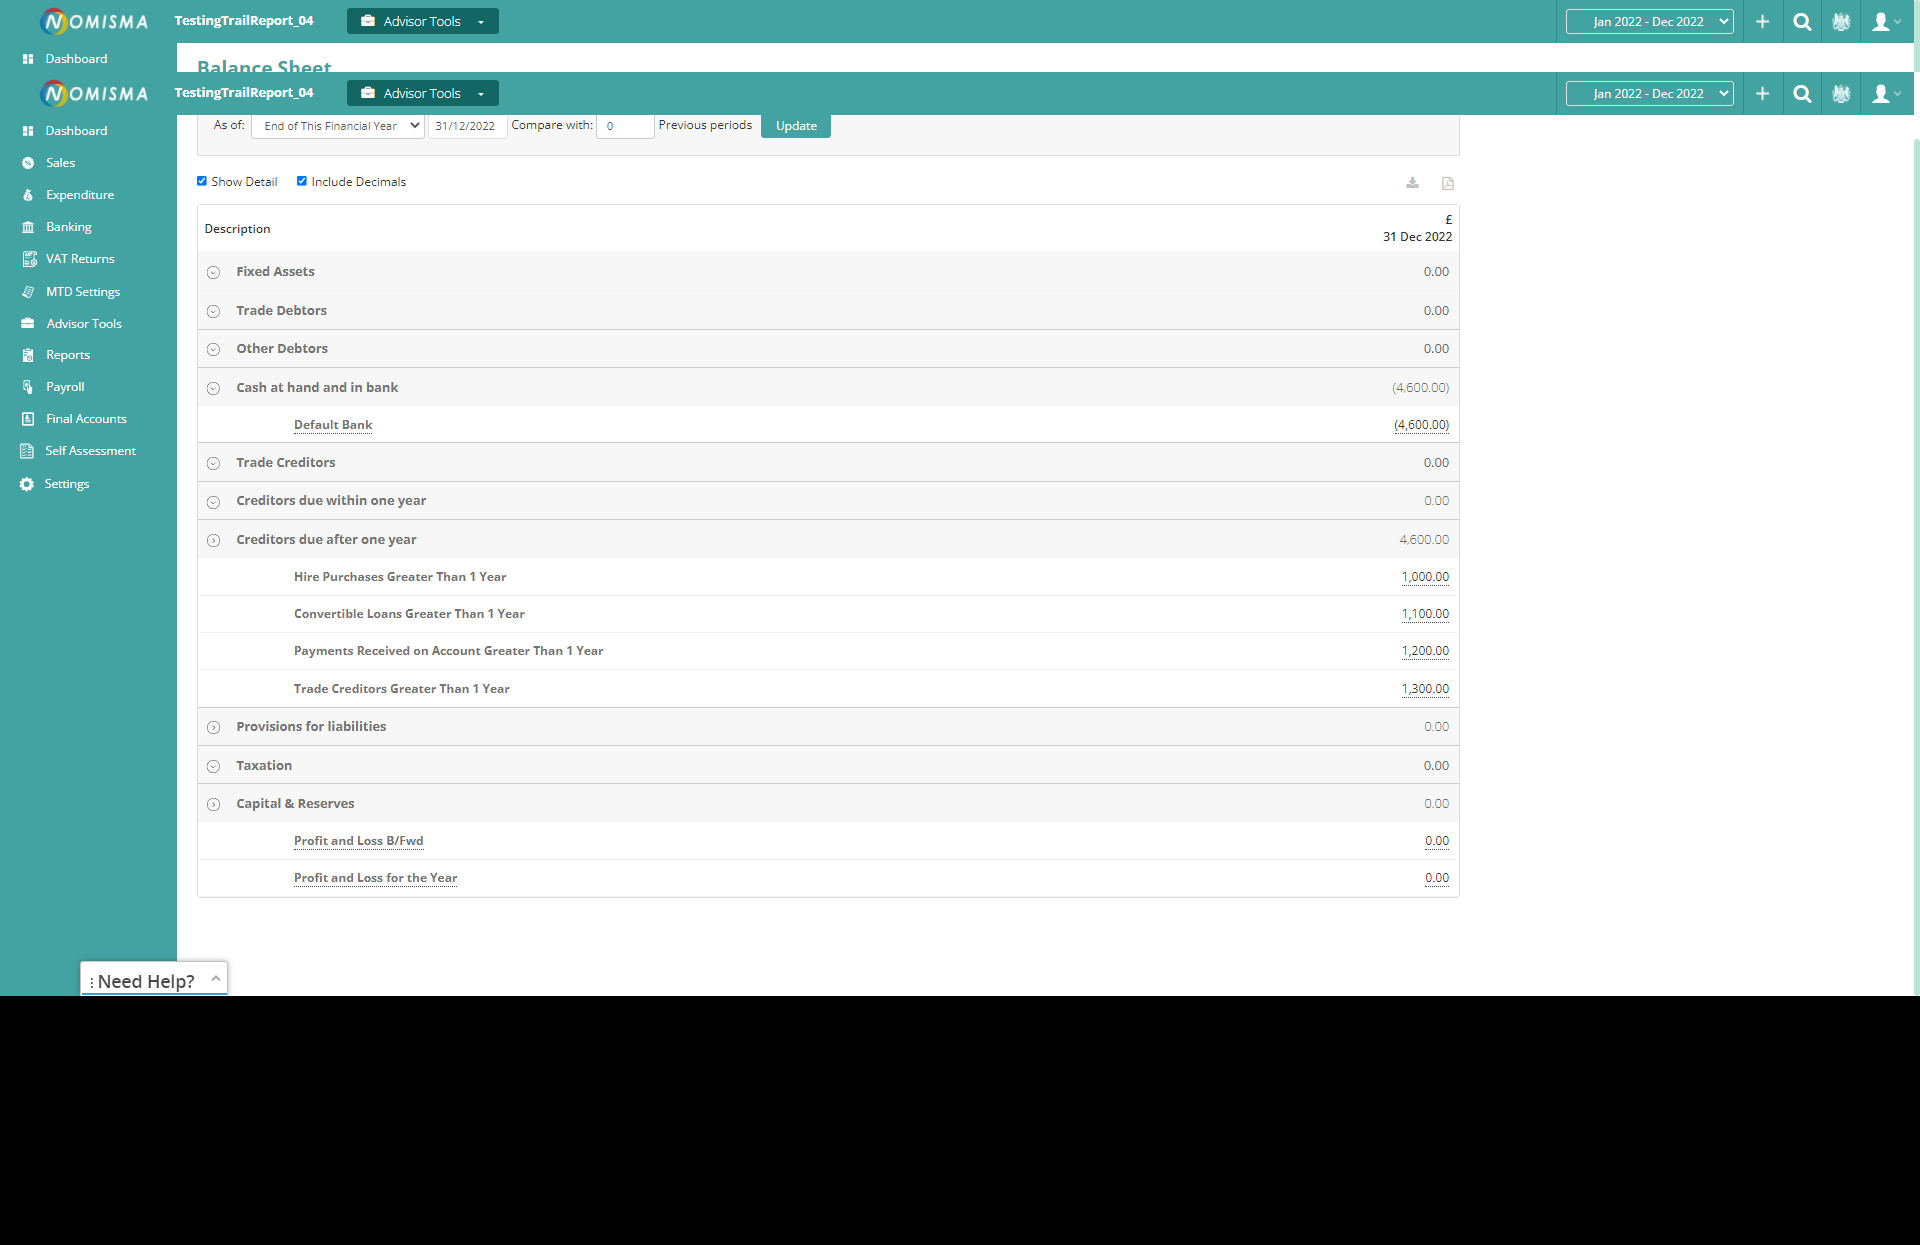 NOMISMA TestingTrailReport_04 Advisor Tools Jan 2022 - Dec 2022
Dashboard
Balance Sheet
NOMISMA TestingTrailReport_04 Advisor Tools Jan 2022 - Dec 2022
Dashboard
Sales
Expenditure
Banking
VAT Returns
MTD Settings
Advisor Tools
Reports
Payroll
Final Accounts
Self Assessment
Settings
As of: End of This Financial Year 31/12/2022 Compare with: 0 Previous periods Update
Show Detail Include Decimals
£
Description 31 Dec 2022
Fixed Assets 0.00
Trade Debtors 0.00
Other Debtors 0.00
Cash at hand and in bank (4,600.00)
Default Bank (4,600.00)
Trade Creditors 0.00
Creditors due within one year 0.00
Creditors due after one year 4,600.00
Hire Purchases Greater Than 1 Year 1,000.00
Convertible Loans Greater Than 1 Year 1,100.00
Payments Received on Account Greater Than 1 Year 1,200.00
Trade Creditors Greater Than 1 Year 1,300.00
Provisions for liabilities 0.00
Taxation 0.00
Capital & Reserves 0.00
Profit and Loss B/Fwd 0.00
Profit and Loss for the Year 0.00
Need Help?